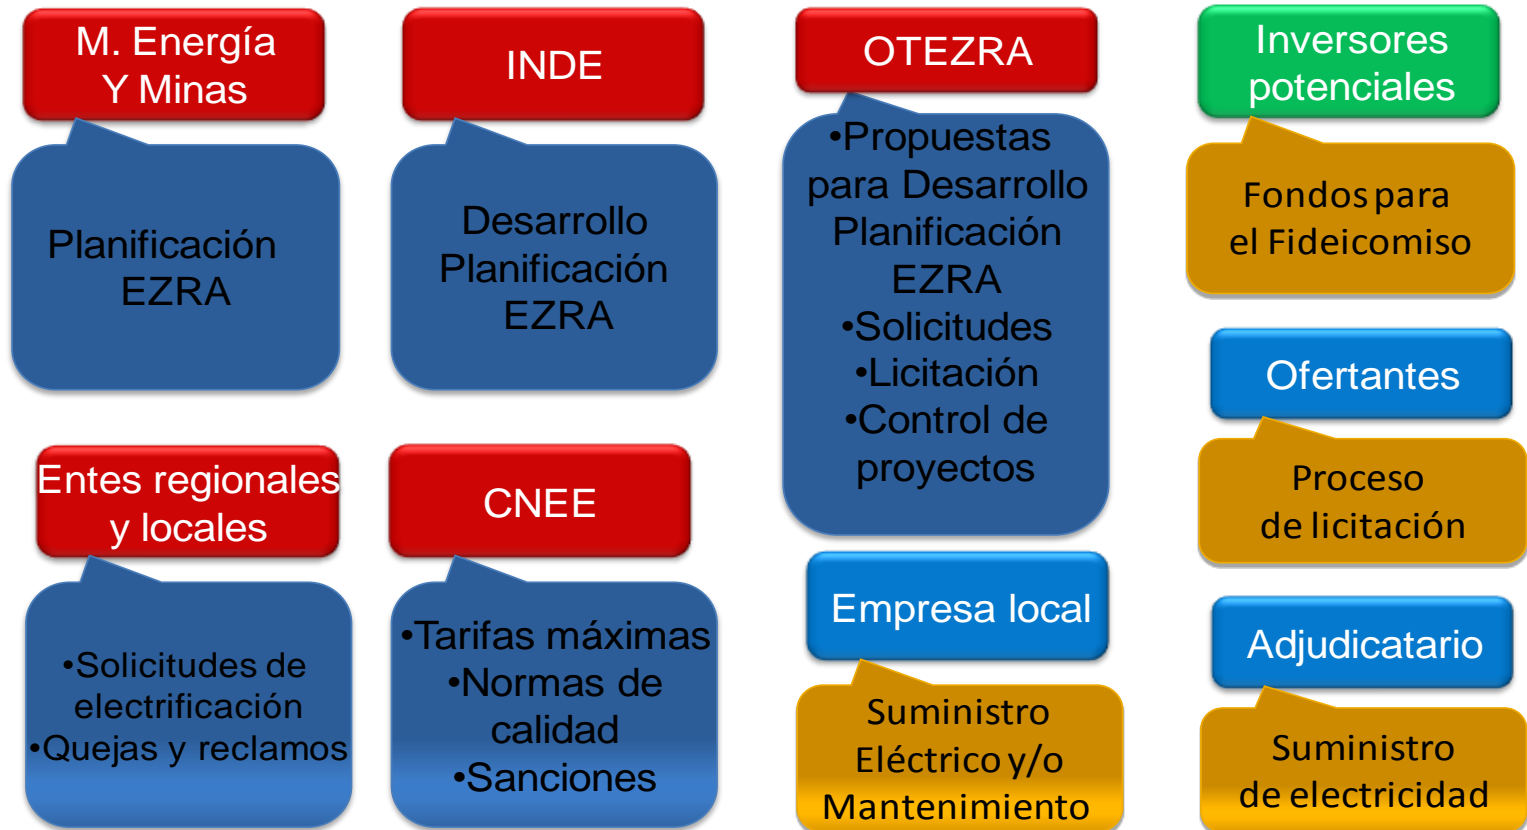 M. Energía
Y Minas
Planificación
EZRA
INDE
Desarrollo
Planificación
EZRA
OTEZRA
•Propuestas
para Desarrollo
Planificación
EZRA
•Solicitudes
•Licitación
•Control de
proyectos
Inversores
potenciales
Fondos para
el Fideicomiso
Ofertantes
Proceso
de licitación
Entes regionales
y locales
•Solicitudes de
electrificación
•Quejas y reclamos
CNEE
•Tarifas máximas
•Normas de
calidad
•Sanciones
Empresa local
Suministro
Eléctrico y/o
Mantenimiento
Adjudicatario
Suministro
de electricidad